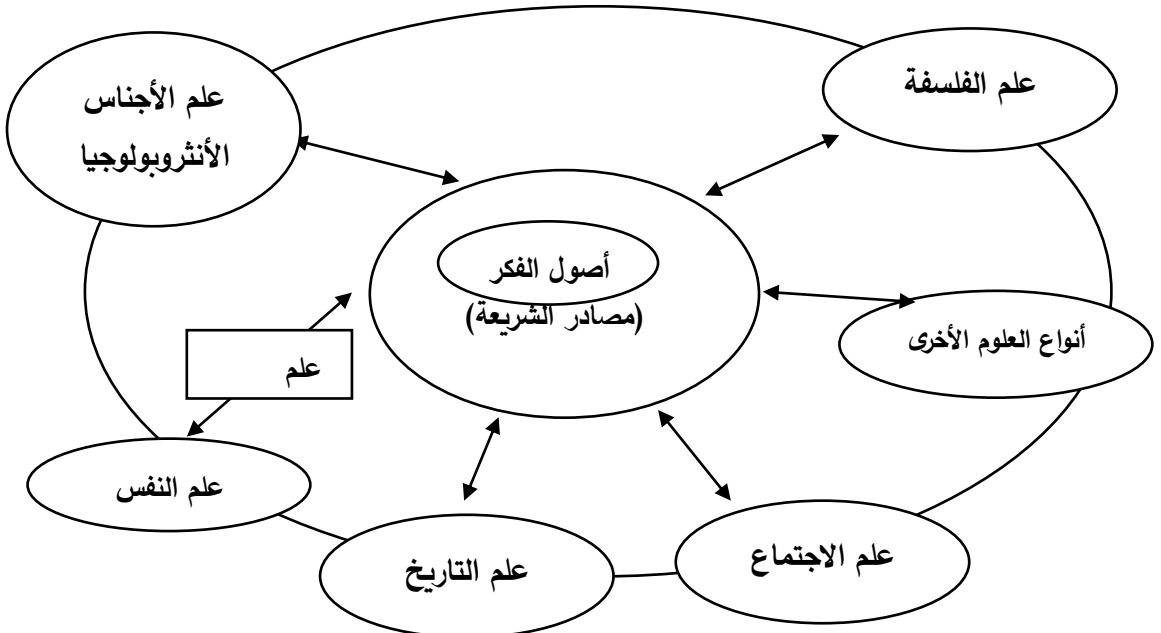 علم الفلسفة
علم الأجناس
الأنثروبولوجيا
أصول الفكر
(مصادر الشريعة)
أنواع العلوم الأخرى
علم
علم النفس
علم الاجتماع
علم التاريخ